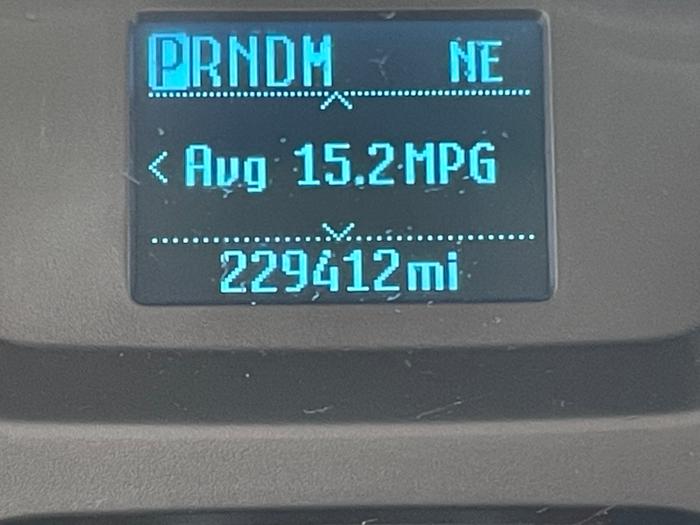 PRNDM NE
< Avg 15.2MPG
229412mi